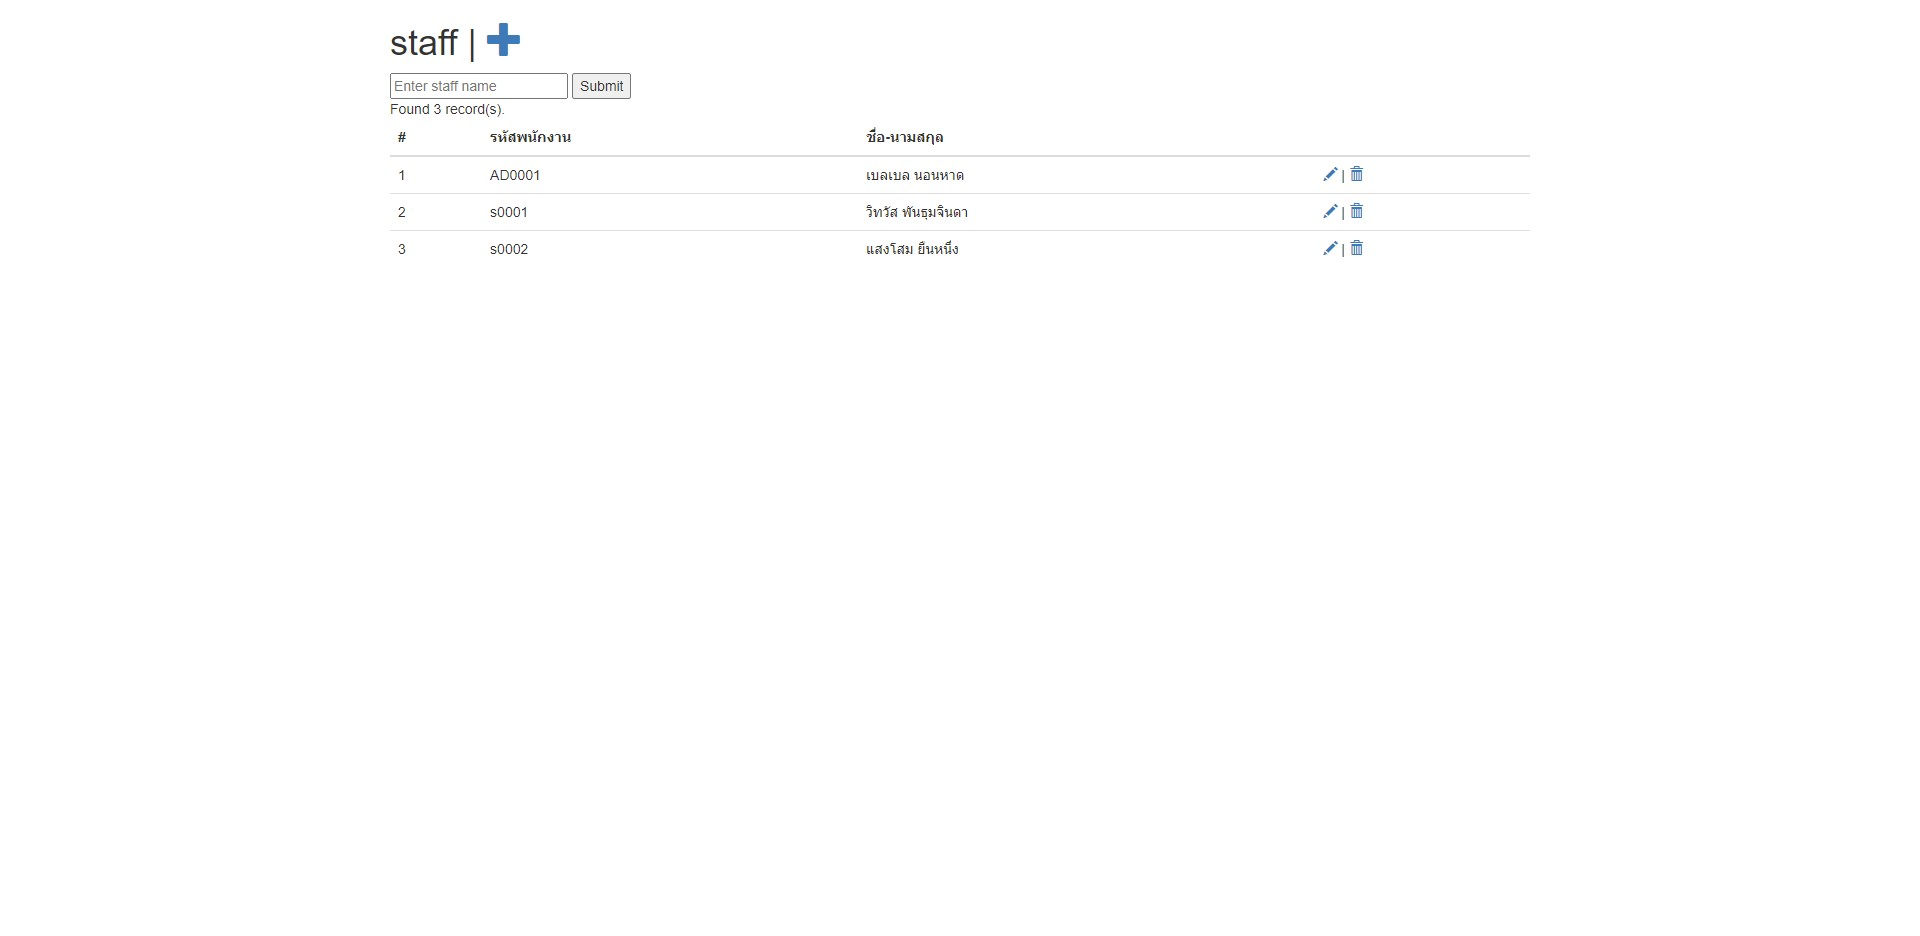 staff |
Enter staff name Submit
Found 3 record(s).
# รหัสพนักงาน ชื่อ-นามสกุล
1 AD0001 เบลเบล นอนหาด |
2 s0001 วิทวัส พันธุมจินดา |
3 s0002 แสงโสม ยืนหนึ่ง |